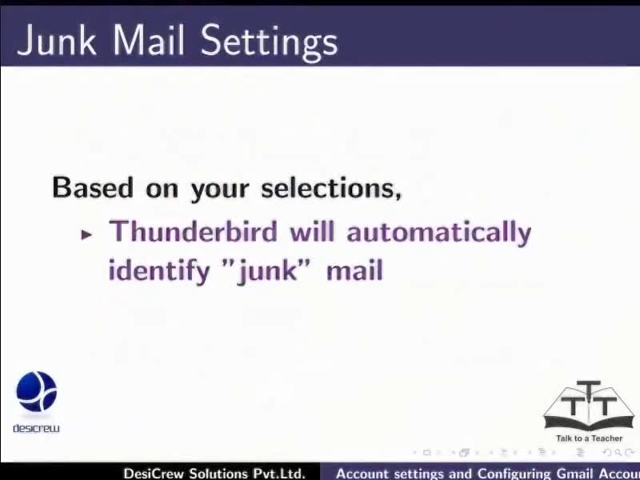 Junk Mail Settings
Based on your selections,
Thunderbird will automatically
identify "junk" mail
desicrew
TTT
Talk to a Teacher
DesiCrew Solutions Pvt.Ltd.
Account settings and Configuring Gmail Accou